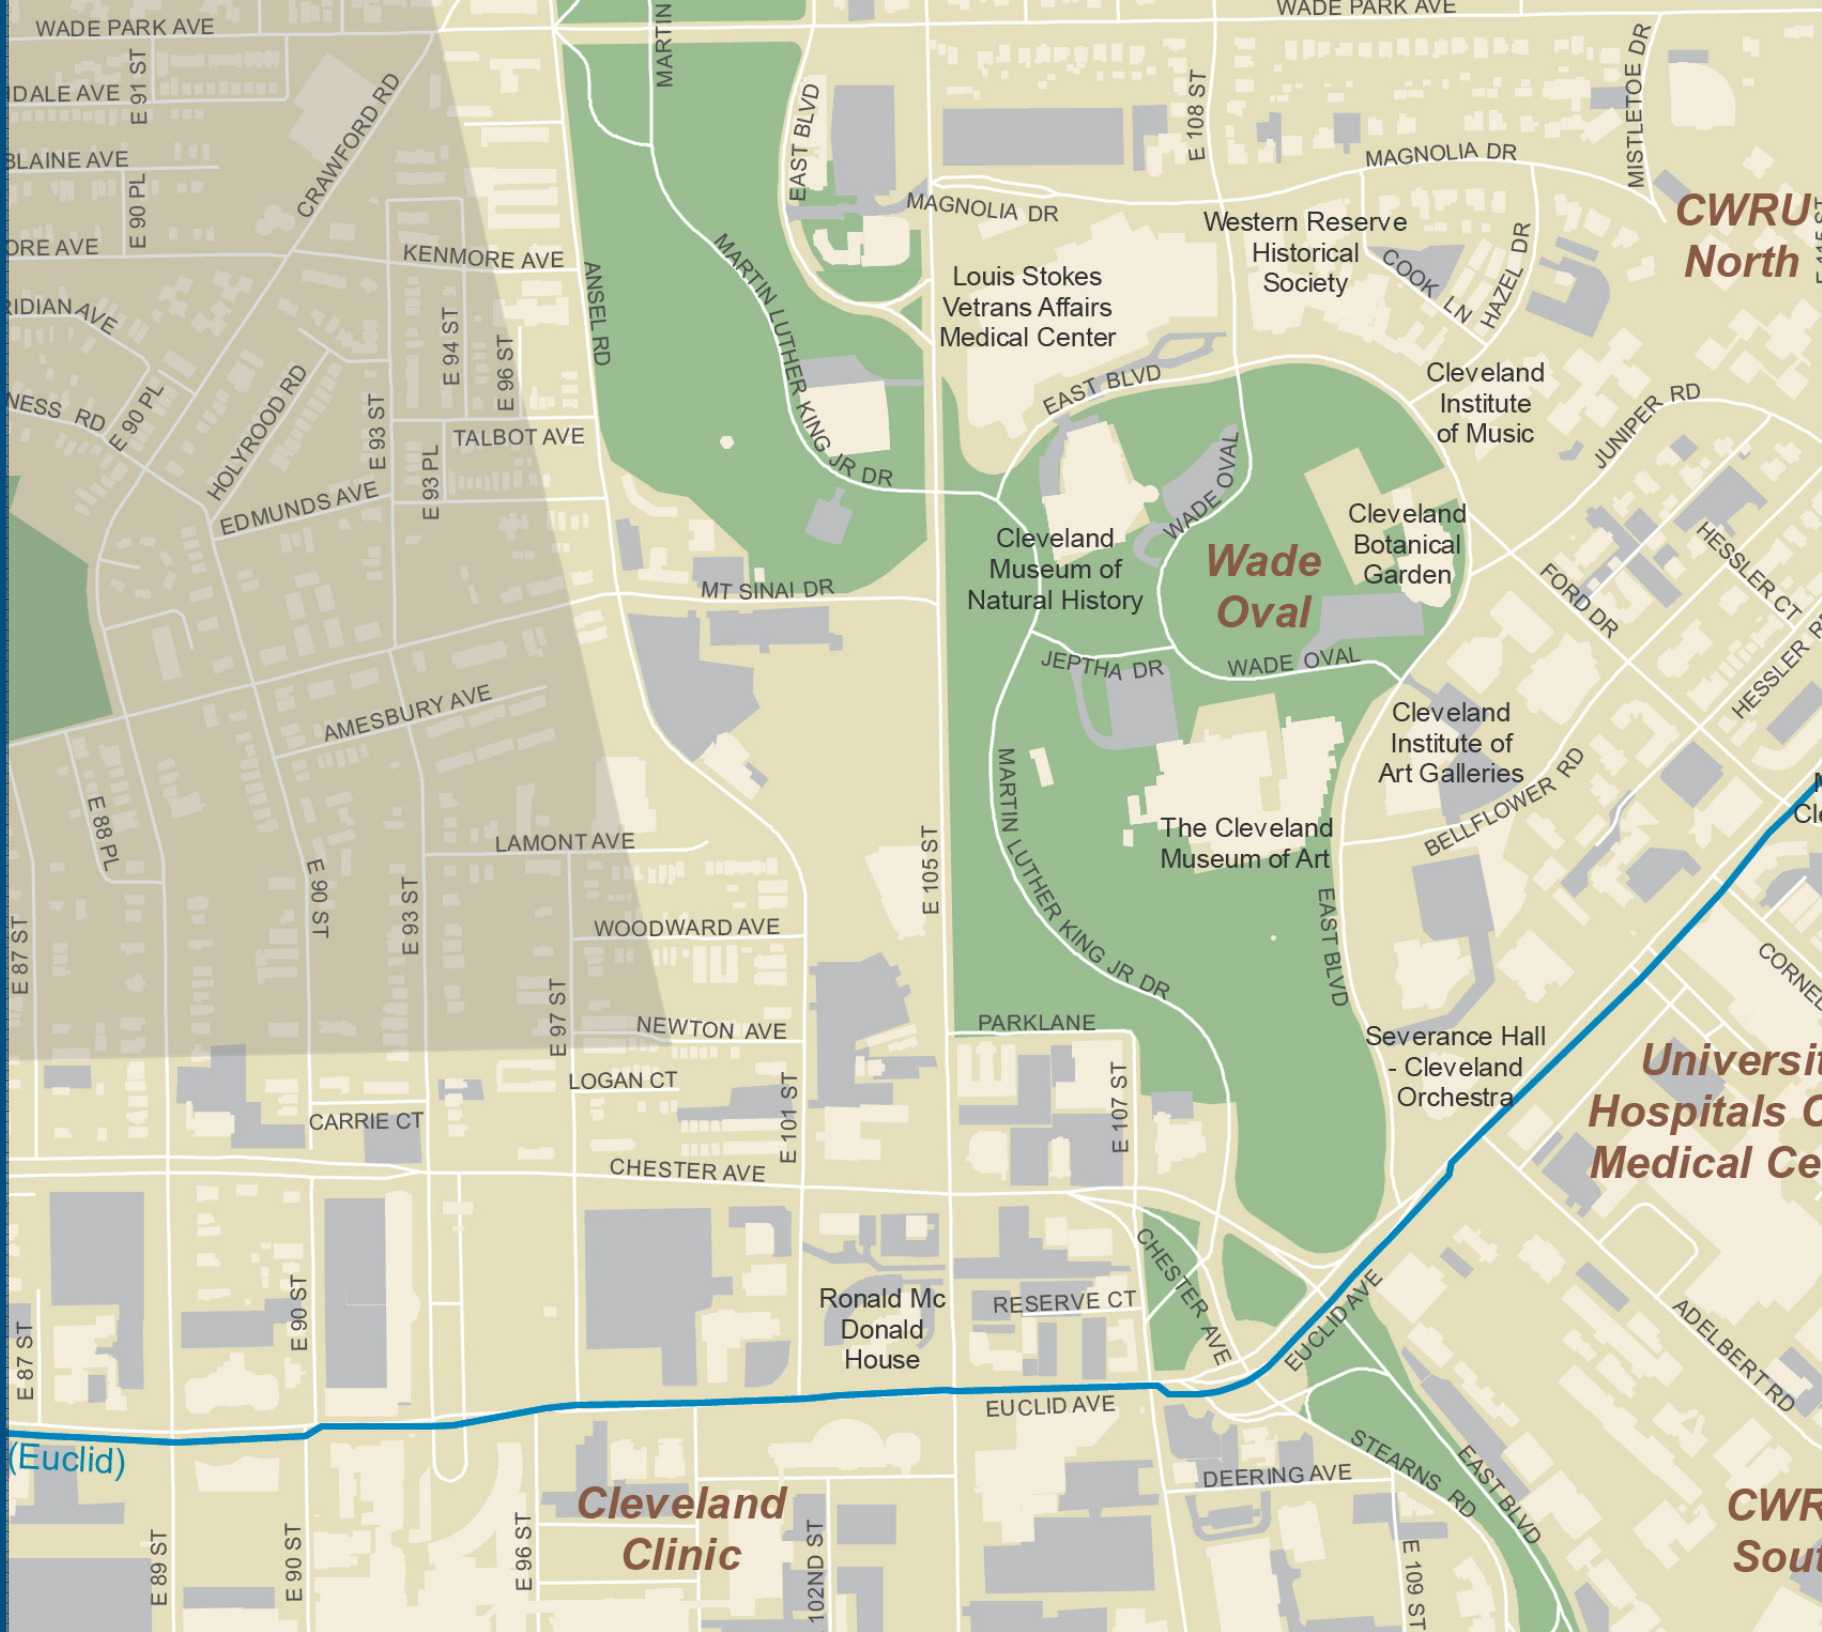 WADE PARK AVE
WADE PARK AVE
MARTIN
E 91 ST
DALE AVE
BLAINE AVE
E 90 PL
CRAWFORD RD
ORE AVE
KENMORE AVE
ANSEL RD
EAST BLVD
E 108 ST
MISTLETOE DR
MAGNOLIA DR
MAGNOLIA DR
CWRU
North
Western Reserve
Historical
Society
COOK LN
HAZEL DR
Louis Stokes
Vetrans Affairs
Medical Center
MARTIN LUTHER KING JR DR
RIDIAN AVE
E 94 ST
E 96 ST
NESS RD
E 90 PL
HOLYROOD RD
E 93 ST
E 93 PL
TALBOT AVE
EDMUNDS AVE
EAST BLVD
Cleveland
Institute
of Music
JUNIPER RD
WADE OVAL
Cleveland
Botanical
Garden
Cleveland
Museum of
Natural History
Wade
Oval
HESSLER CT
FORD DR
HESSLER R
MT SINAI DR
JEPTHA DR
WADE OVAL
AMESBURY AVE
Cleveland
Institute of
Art Galleries
BELLFLOWER RD
E 88 PL
LAMONT AVE
The Cleveland
Museum of Art
MARTIN LUTHER KING JR DR
E 105 ST
EAST BLVD
E 87 ST
E 90 ST
E 93 ST
WOODWARD AVE
E 97 ST
NEWTON AVE
PARKLANE
CORNEL
Severance Hall
- Cleveland
Orchestra
Universit
Hospitals C
Medical Ce
LOGAN CT
CARRIE CT
E 101 ST
E 107 ST
CHESTER AVE
CHESTER AVE
E 87 ST
E 90 ST
Ronald Mc
Donald
House
RESERVE CT
EUCLID AVE
EUCLID AVE
ADELBERT RD
(Euclid)
STEARNS RD
EAST BLVD
DEERING AVE
Cleveland
Clinic
CWR
Sout
E 89 ST
E 90 ST
E 96 ST
102ND ST
E 109 ST